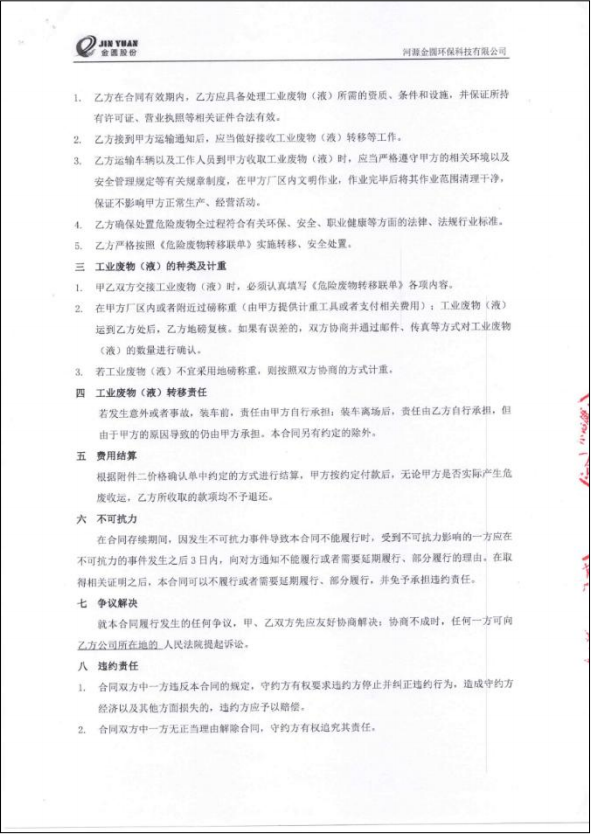 JIN YUAN
金圆股份
河源金圆环保科技有限公司
1. 乙方在合同有效期内，乙方应具备处理工业废物（液）所需的资质、条件和设施，并保证所持
有许可证、营业执照等相关证件合法有效。
2. 乙方接到甲方运输通知后，应当做好接收工业废物（液）转移等工作。
3. 乙方运输车辆以及工作人员到甲方收取工业废物（液）时，应当严格遵守甲方的相关环境以及
安全管理规定等有关规章制度，在甲方厂区内文明作业，作业完毕后将其作业范围清理干净，
保证不影响甲方正常生产、经营活动。
4. 乙方确保处置危险废物全过程符合有关环保、安全、职业健康等方面的法律、法规行业标准。
5. 乙方严格按照《危险废物转移联单》实施转移、安全处置。
三 工业废物（液）的种类及计重
1. 甲乙双方交接工业废物（液）时，必须认真填写《危险废物转移联单》各项内容。
2. 在甲方厂区内或者附近过磅称重（由甲方提供计重工具或者支付相关费用）；工业废物（液）
运到乙方处后，乙方地磅复核。如果有误差的，双方协商并通过邮件、传真等方式对工业废物
（液）的数量进行确认。
3. 若工业废物（液）不宜采用地磅称重，则按照双方协商的方式计重。
四 工业废物（液）转移责任
若发生意外或者事故，装车前，责任由甲方自行承担；装车离场后，责任由乙方自行承担，但
由于甲方的原因导致的仍由甲方承担。本合同另有约定的除外。
五 费用结算
根据附件二价格确认单中约定的方式进行结算，甲方按约定付款后，无论甲方是否实际产生危
废收运，乙方所收取的款项均不予退还。
六 不可抗力
在合同存续期间，因发生不可抗力事件导致本合同不能履行时，受到不可抗力影响的一方应在
不可抗力的事件发生之后 3 日内，向对方通知不能履行或者需要延期履行、部分履行的理由。在取
得相关证明之后，本合同可以不履行或者需要延期履行、部分履行，并免予承担违约责任。
七 争议解决
就本合同履行发生的任何争议，甲、乙双方先应友好协商解决；协商不成时，任何一方可向
乙方公司所在地的 人民法院提起诉讼。
八 违约责任
1. 合同双方中一方违反本合同的规定，守约方有权要求违约方停止并纠正违约行为，造成守约方
经济以及其他方面损失的，违约方应予以赔偿。
2. 合同双方中一方无正当理由解除合同，守约方有权追究其责任。